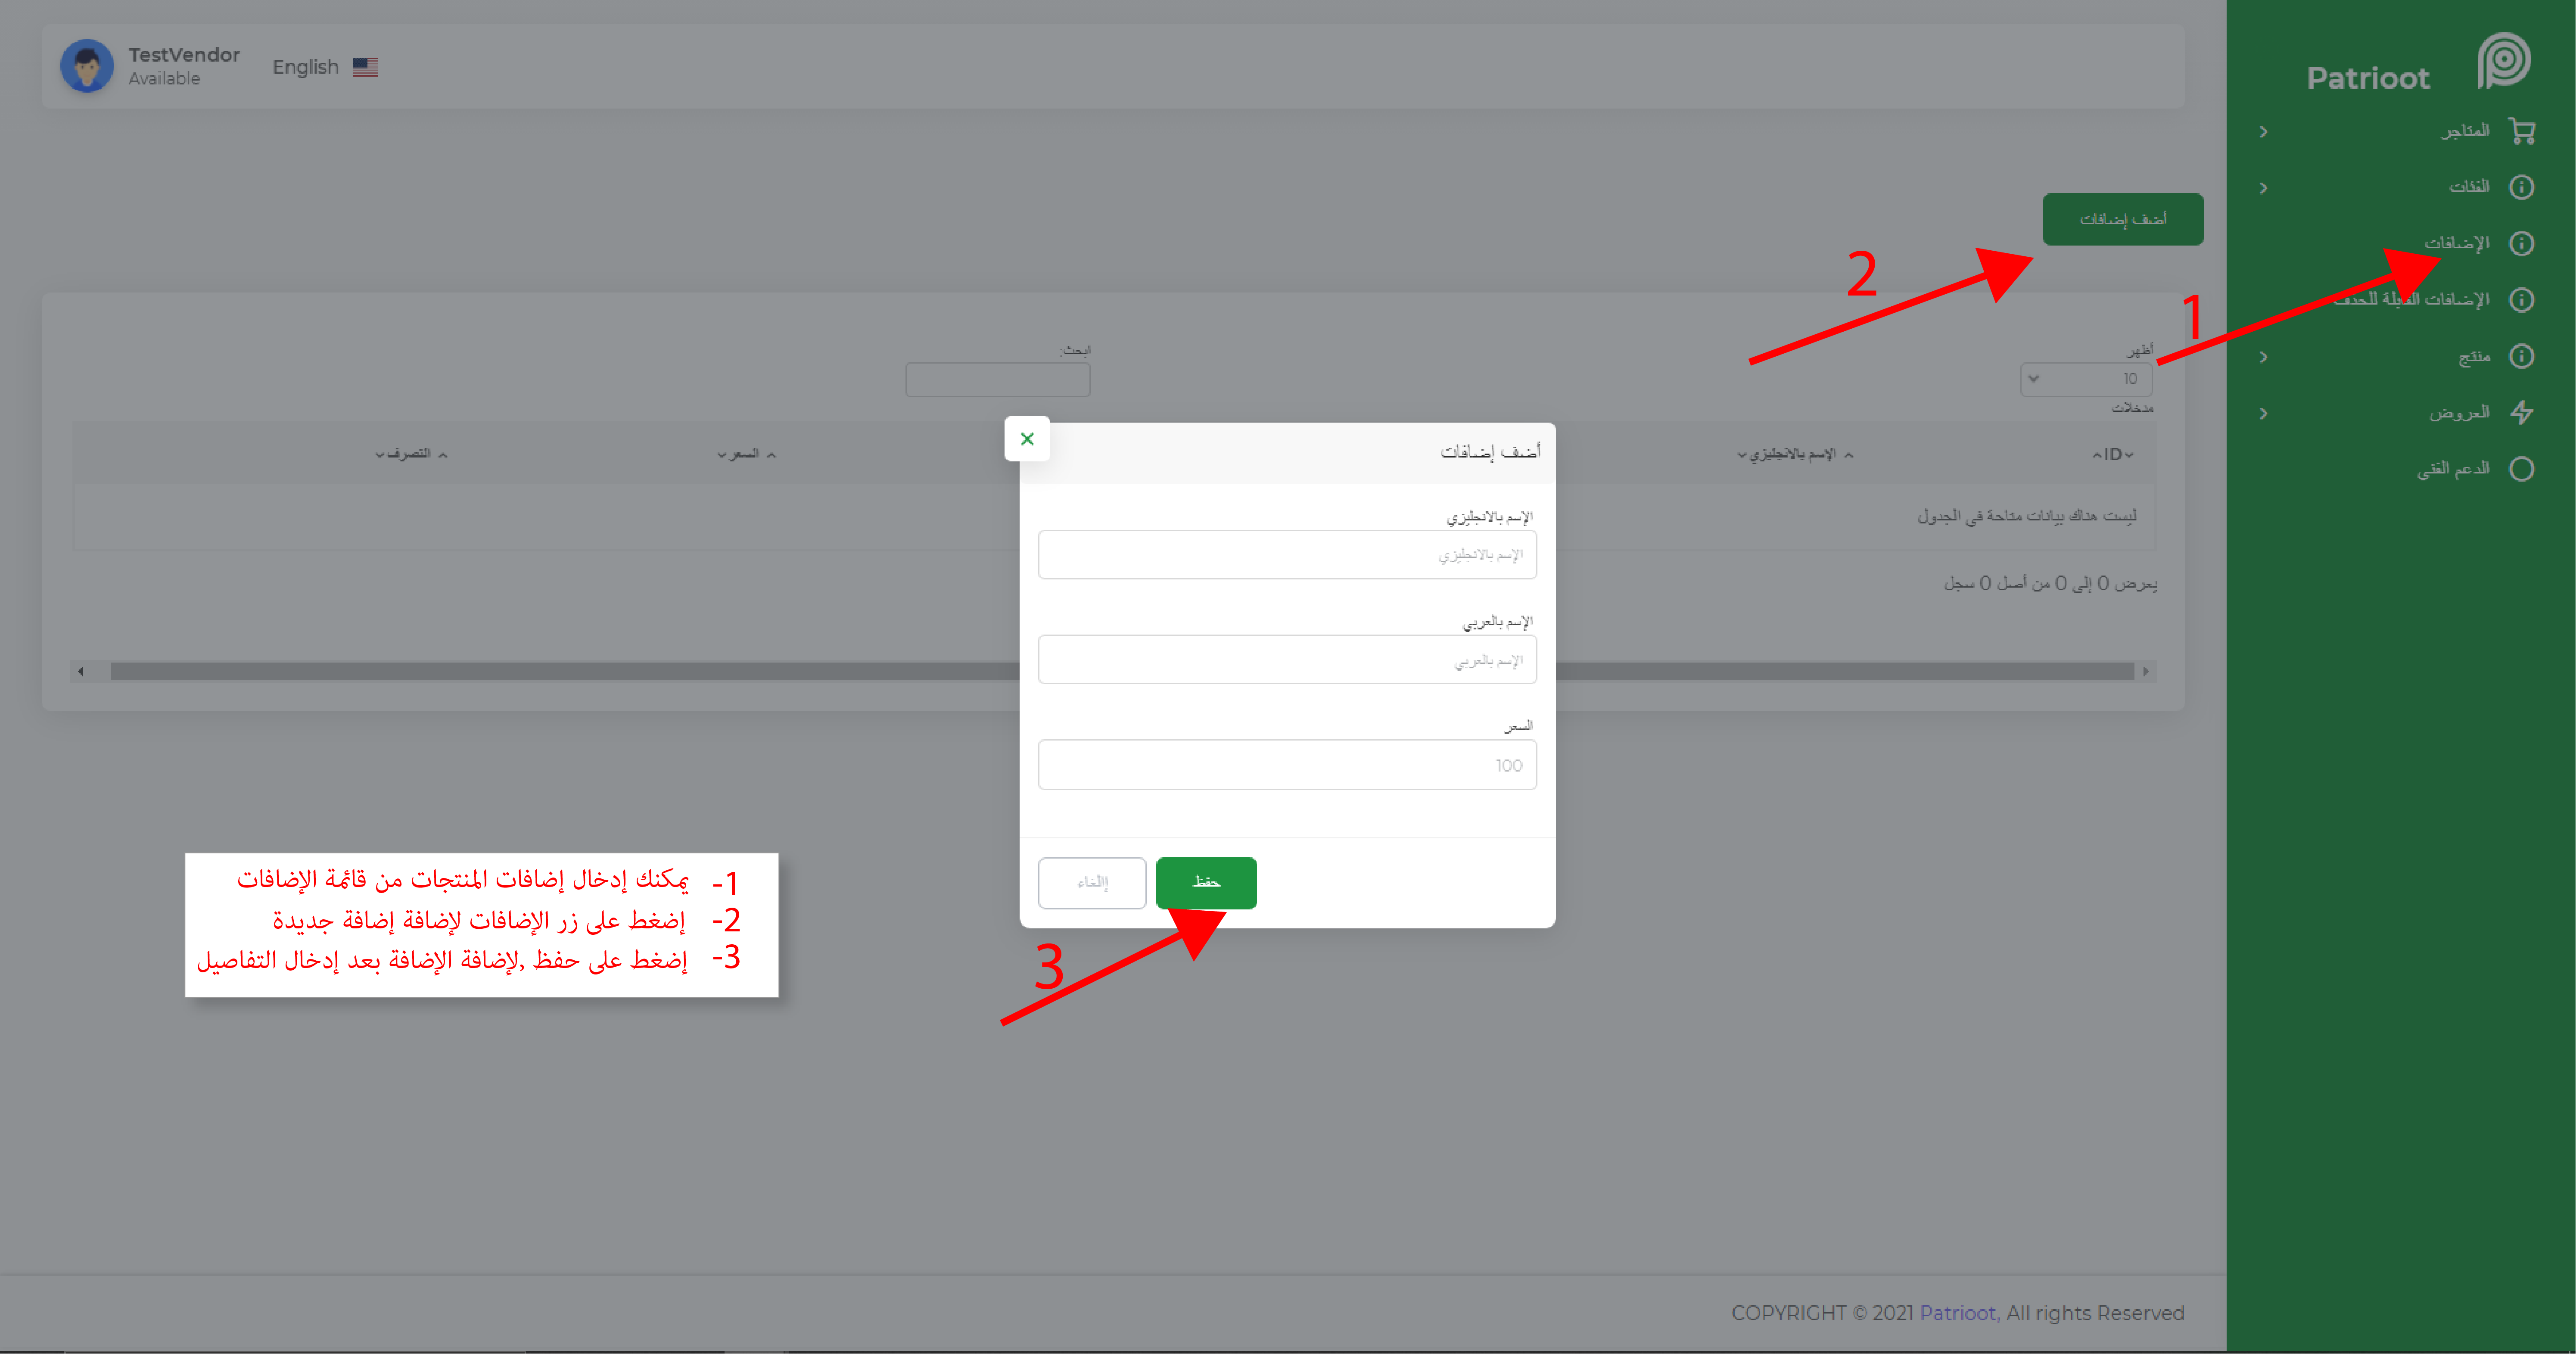 Patrioot
المتاجر
الفئات
الإضافات
الإضافات القابلة للحذف
منتج
العروض
الدعم الفني
TestVendor
Available
English
أضف إضافات
1
2
أظهر
10
مدخلات
ابحث:
ID
الإسم بالانجليزي
السعر
التصرف
ليست هناك بيانات متاحة في الجدول
يعرض 0 إلى 0 من أصل 0 سجل
أضف إضافات
الإسم بالانجليزي
الإسم بالانجليزي
الإسم بالعربي
الإسم بالعربي
السعر
100
حفظ
إالغاء
3
1- يمكنك إدخال إضافات المنتجات من قائمة الإضافات
2- إضغط على زر الإضافات لإضافة إضافة جديدة
3- إضغط على حفظ ,لإضافة الإضافة بعد إدخال التفاصيل
COPYRIGHT © 2021 Patrioot, All rights Reserved